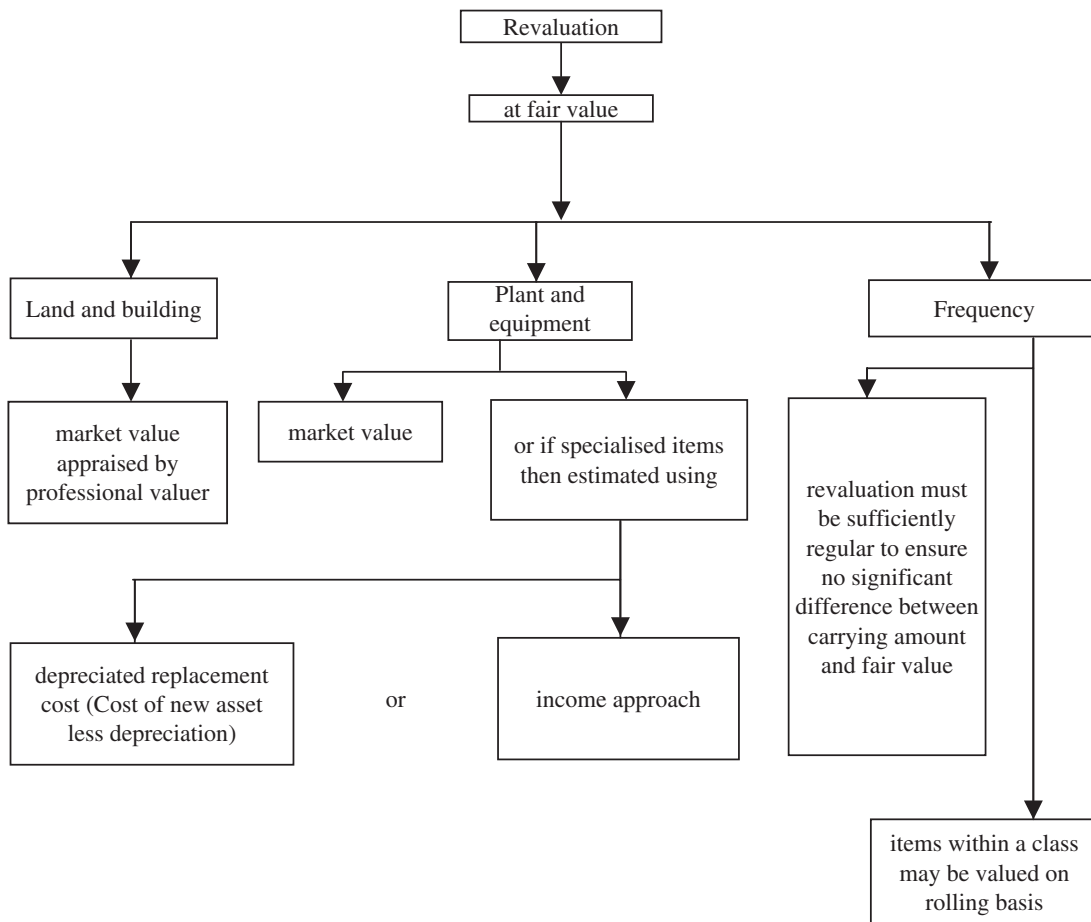 Revaluation
at fair value
Land and building
Plant and
equipment
Frequency
market value
appraised by
professional valuer
market value
or if specialised items
then estimated using
revaluation must
be sufficiently
regular to ensure
no significant
difference between
carrying amount
and fair value
depreciated replacement
cost (Cost of new asset
less depreciation)
or
income approach
items within a class
may be valued on
rolling basis